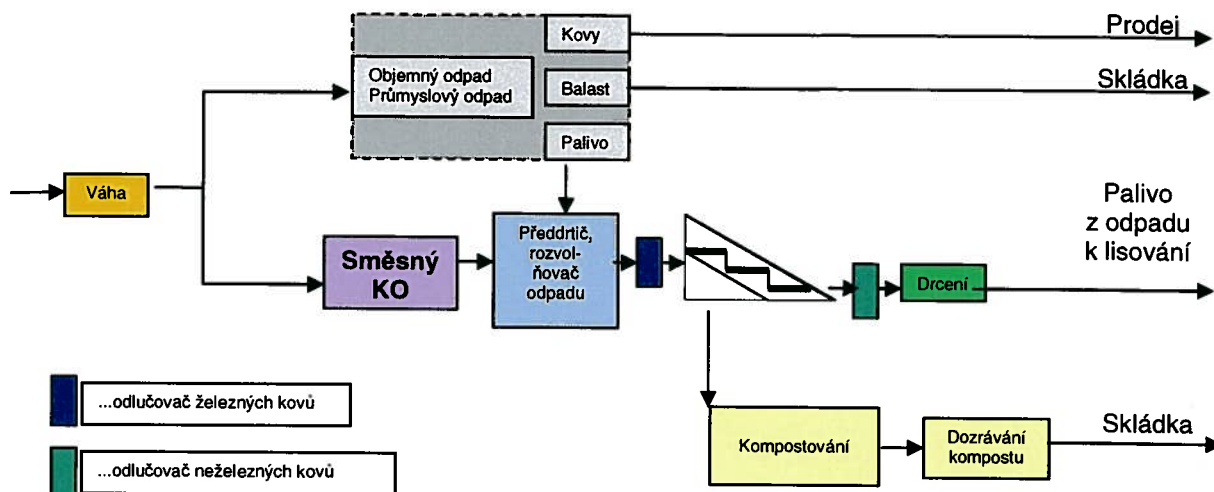 Kovy
Prodej
Objemný odpad
Průmyslový odpad
Balast
Skládka
Palivo
Váha
Směsný
KO
Předdrtič,
rozvol-
ňovač
odpadu
Drcení
Palivo
z odpadu
k lisování
...odlučovač železných kovů
...odlučovač neželezných kovů
Kompostování
Dozrávání
kompostu
Skládka